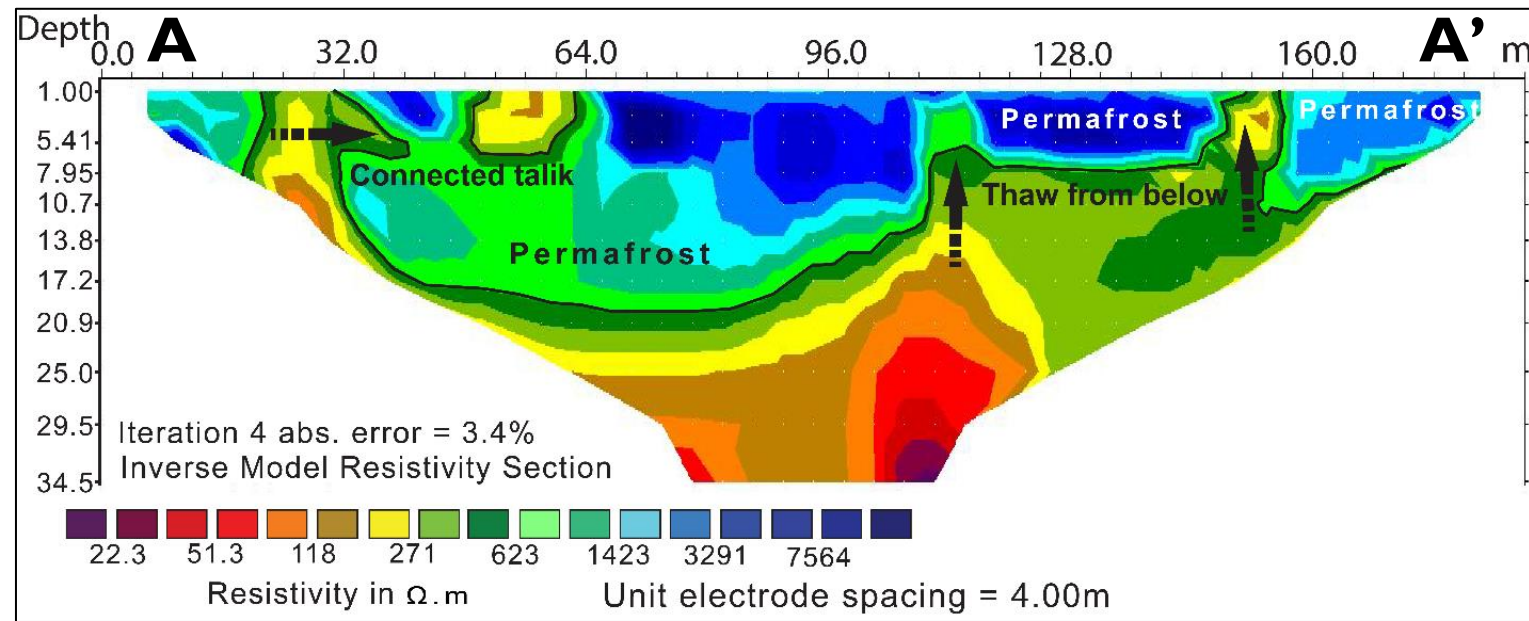 Depth
A A'
0.0 32.0 64.0 96.0 128.0 160.0 m
1.00
5.41
7.95
10.7
13.8
17.2
20.9
25.0
29.5
34.5
Permafrost
Permafrost
Connected talik
Thaw from below
Permafrost
Iteration 4 abs. error = 3.4%
Inverse Model Resistivity Section
22.3 51.3 118 271 623 1423 3291 7564
Resistivity in Ω.m
Unit electrode spacing = 4.00m